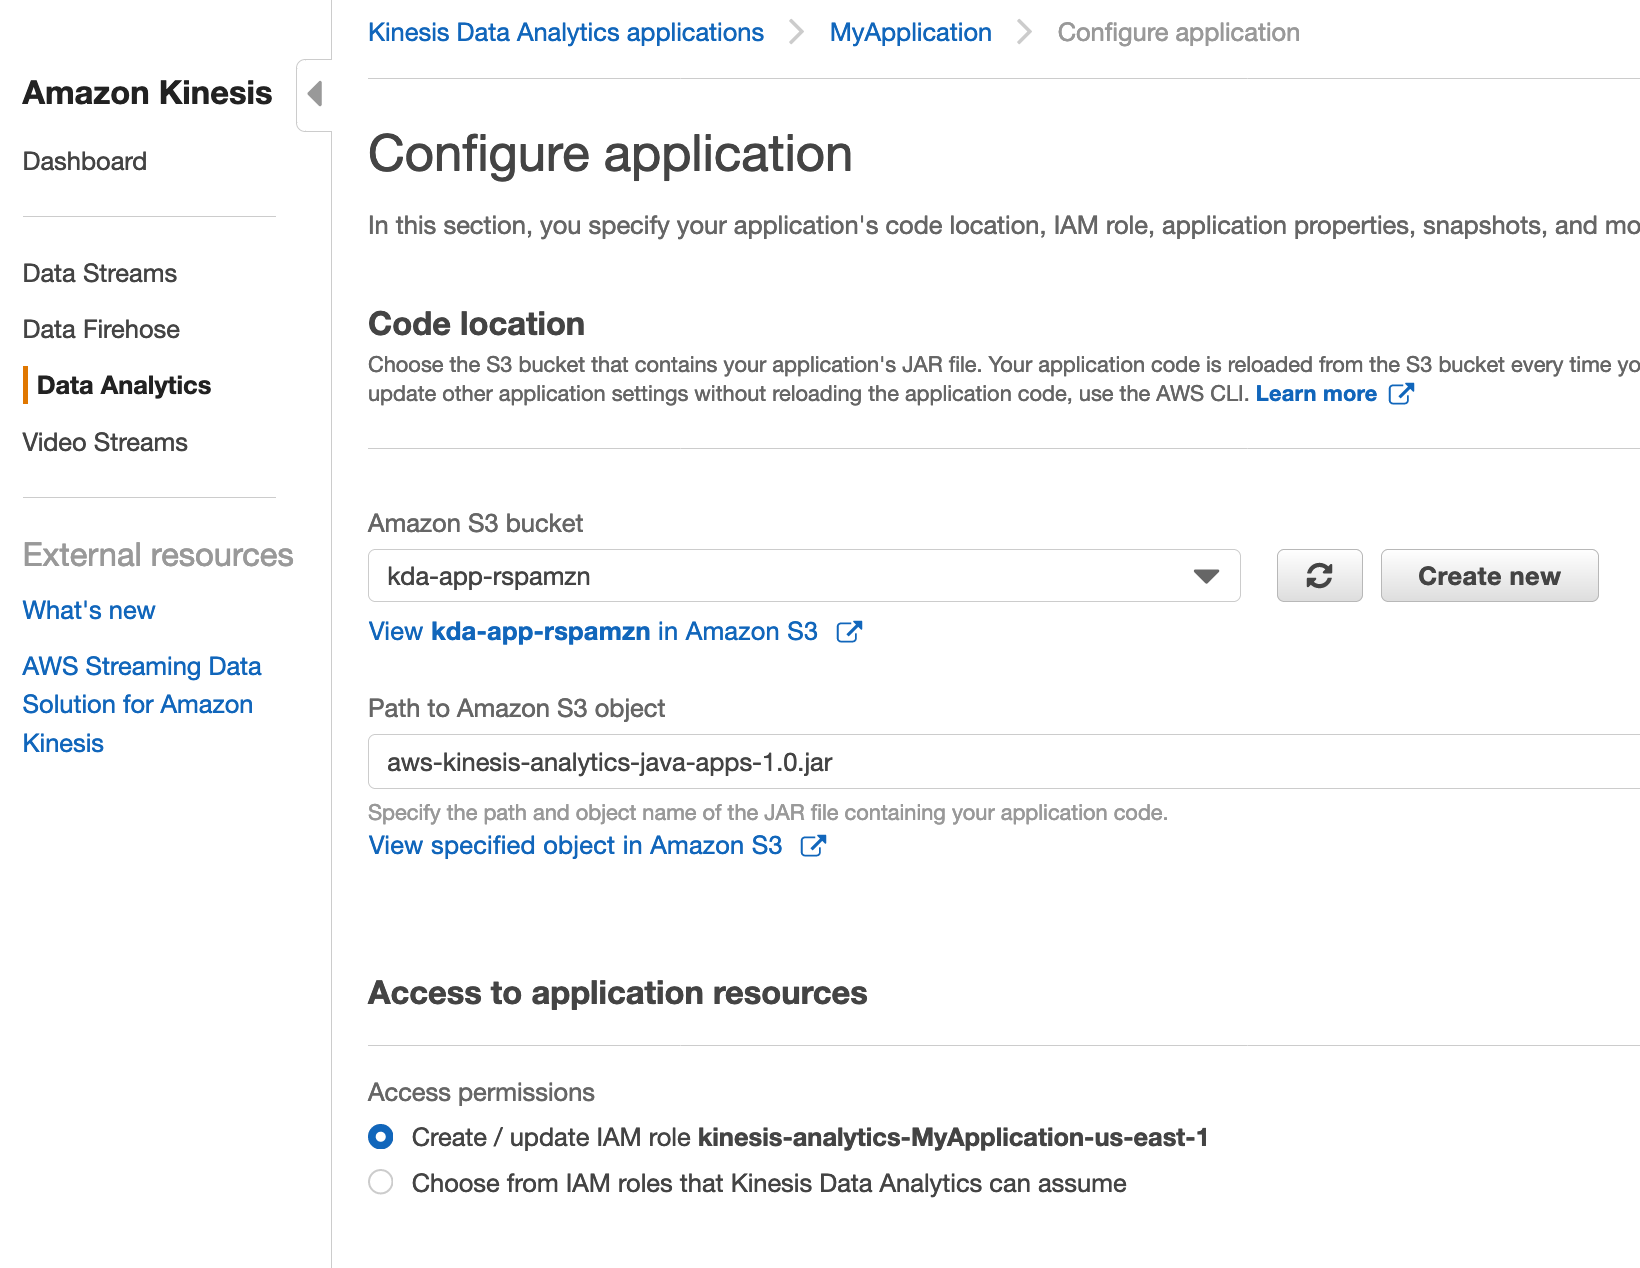 Kinesis Data Analytics applications
MyApplication
Configure application
Amazon Kinesis
Dashboard
Data Streams
Data Firehose
Data Analytics
Video Streams
External resources
What's new
AWS Streaming Data
Solution for Amazon
Kinesis
Configure application
In this section, you specify your application's code location, IAM role, application properties, snapshots, and mo
Code location
Choose the S3 bucket that contains your application's JAR file. Your application code is reloaded from the S3 bucket every time yo
update other application settings without reloading the application code, use the AWS CLI. Learn more
Amazon S3 bucket
kda-app-rspamzn
Create new
View kda-app-rspamzn in Amazon S3
Path to Amazon S3 object
aws-kinesis-analytics-java-apps-1.0.jar
Specify the path and object name of the JAR file containing your application code.
View specified object in Amazon S3
Access to application resources
Access permissions
Create / update IAM role kinesis-analytics-MyApplication-us-east-1
Choose from IAM roles that Kinesis Data Analytics can assume